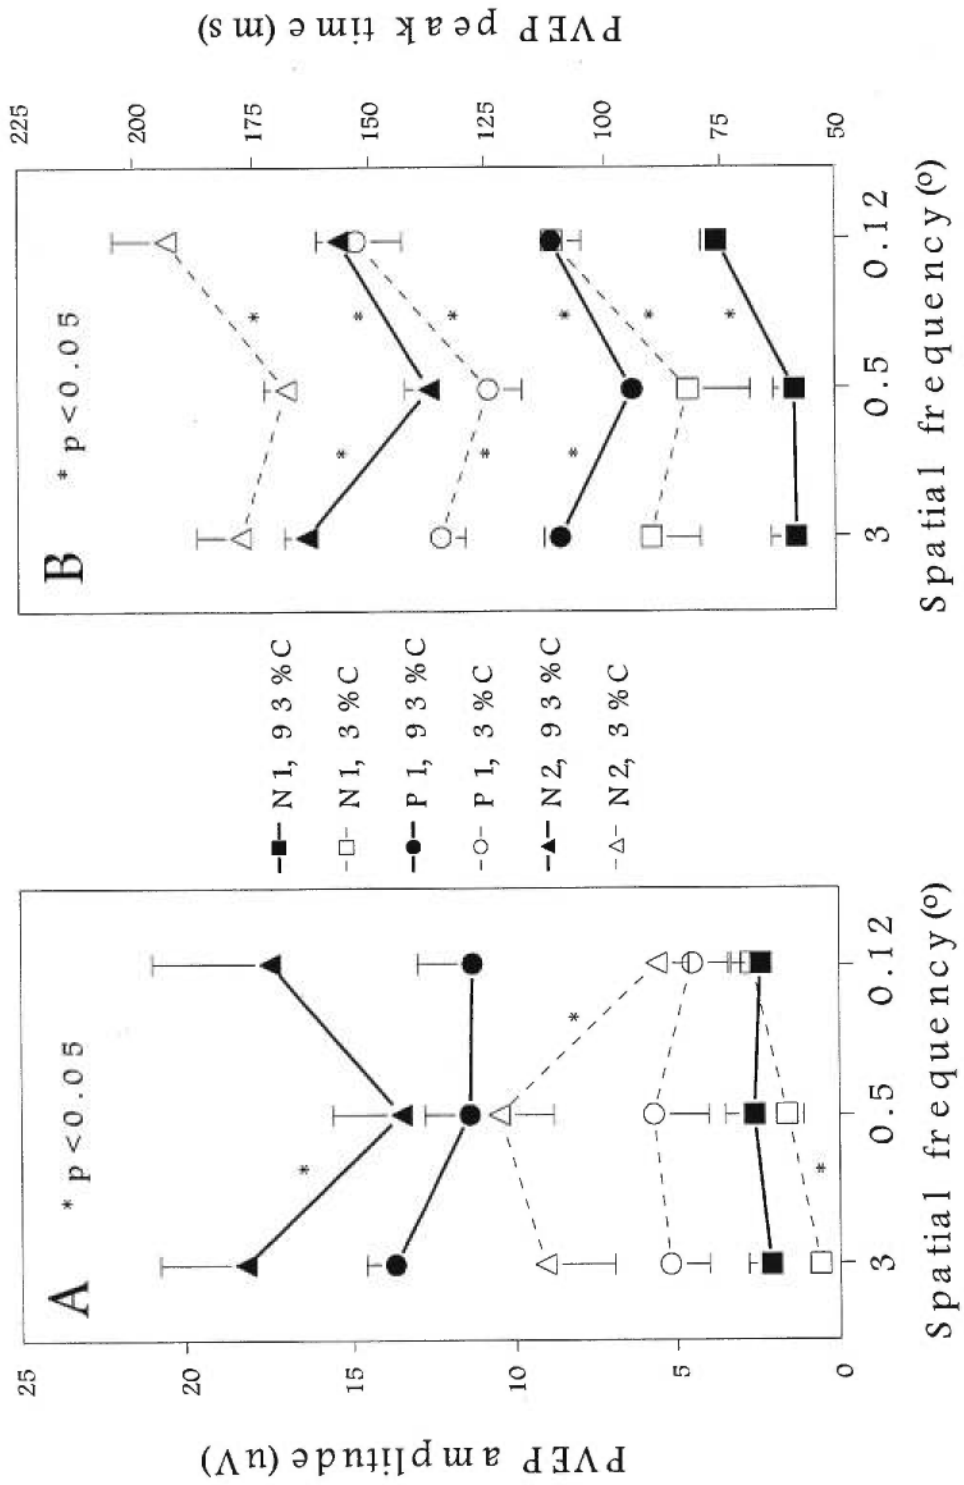 PVEP amplitude (uV)
25
20
15
10
5
0
A
* p<0.05
*
*
*
3
0.5
0.12
Spatial frequency (º)
N1, 93%C
N1, 3%C
P1, 93%C
P1, 3%C
N2, 93%C
N2, 3%C
B
* p<0.05
*
*
*
*
*
*
*
*
*
3
0.5
0.12
Spatial frequency (º)
225
200
175
150
125
100
75
50
PVEP peak time (ms)